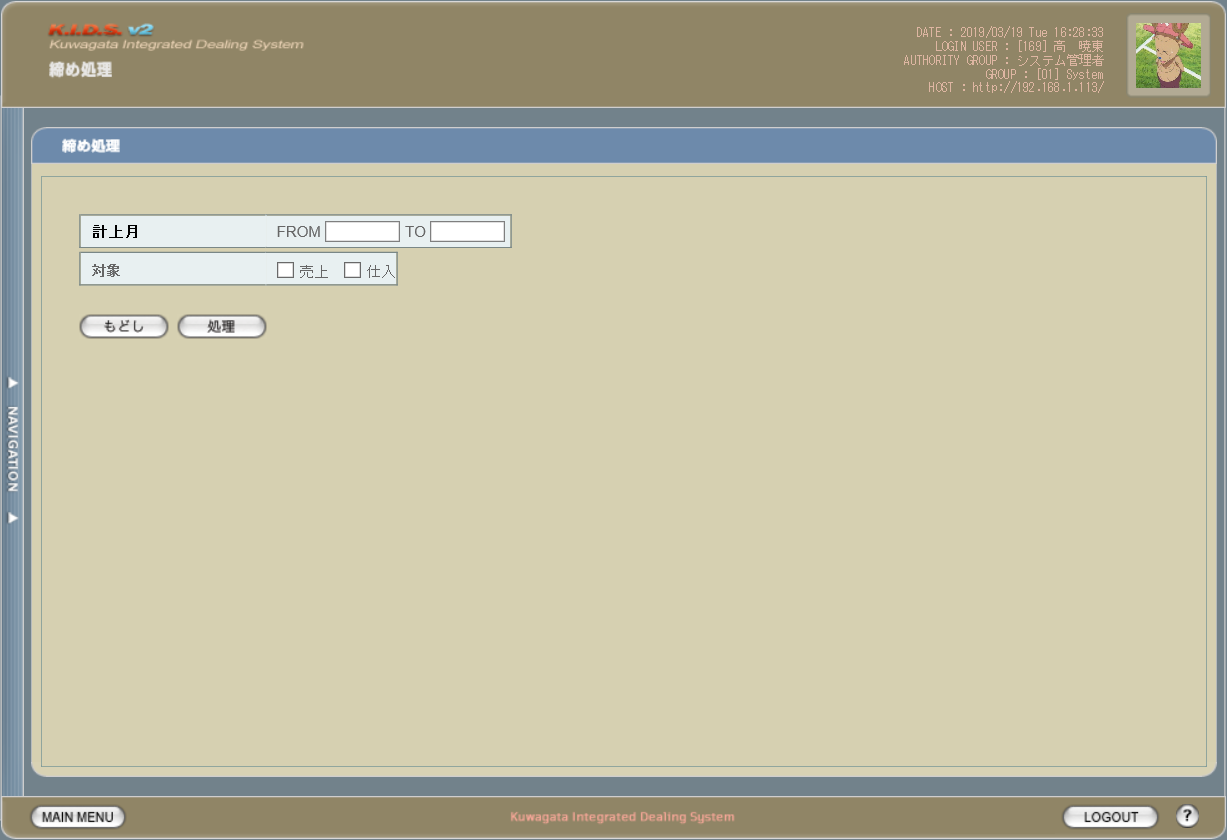 K.I.D.S. v2
Kuwagata Integrated Dealing System
締め処理
DATE : 2019/03/19 Tue 16:28:33
LOGIN USER : [169] 高　暁東
AUTHORITY GROUP : システム管理者
GROUP : [01] System
HOST : http://192.168.1.113/
締め処理
計上月 FROM TO
対象 売上 仕入
もどし 処理
NAVIGATION
MAIN MENU Kuwagata Integrated Dealing System LOGOUT ?